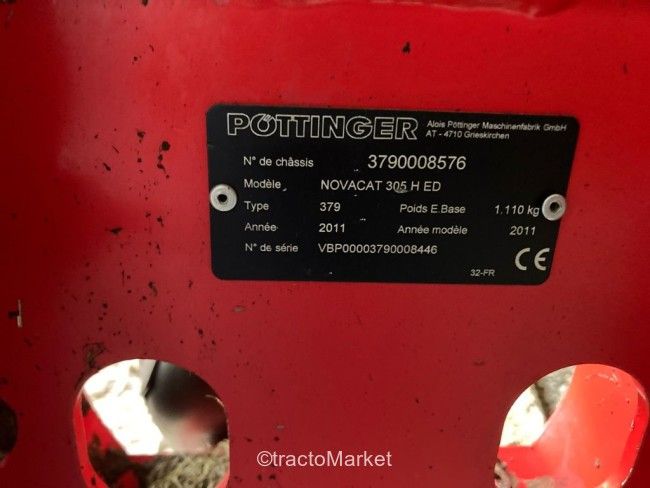 PÖTTINGER
Alois Pöttinger Maschinenfabrik GmbH
AT - 4710 Grieskirchen
N° de châssis 3790008576
Modèle NOVACAT 305 H ED
Type 379 Poids E.Base 1.110 kg
Année 2011 Année modèle 2011
N° de série VBP00003790008446
32-FR CE
©tractoMarket